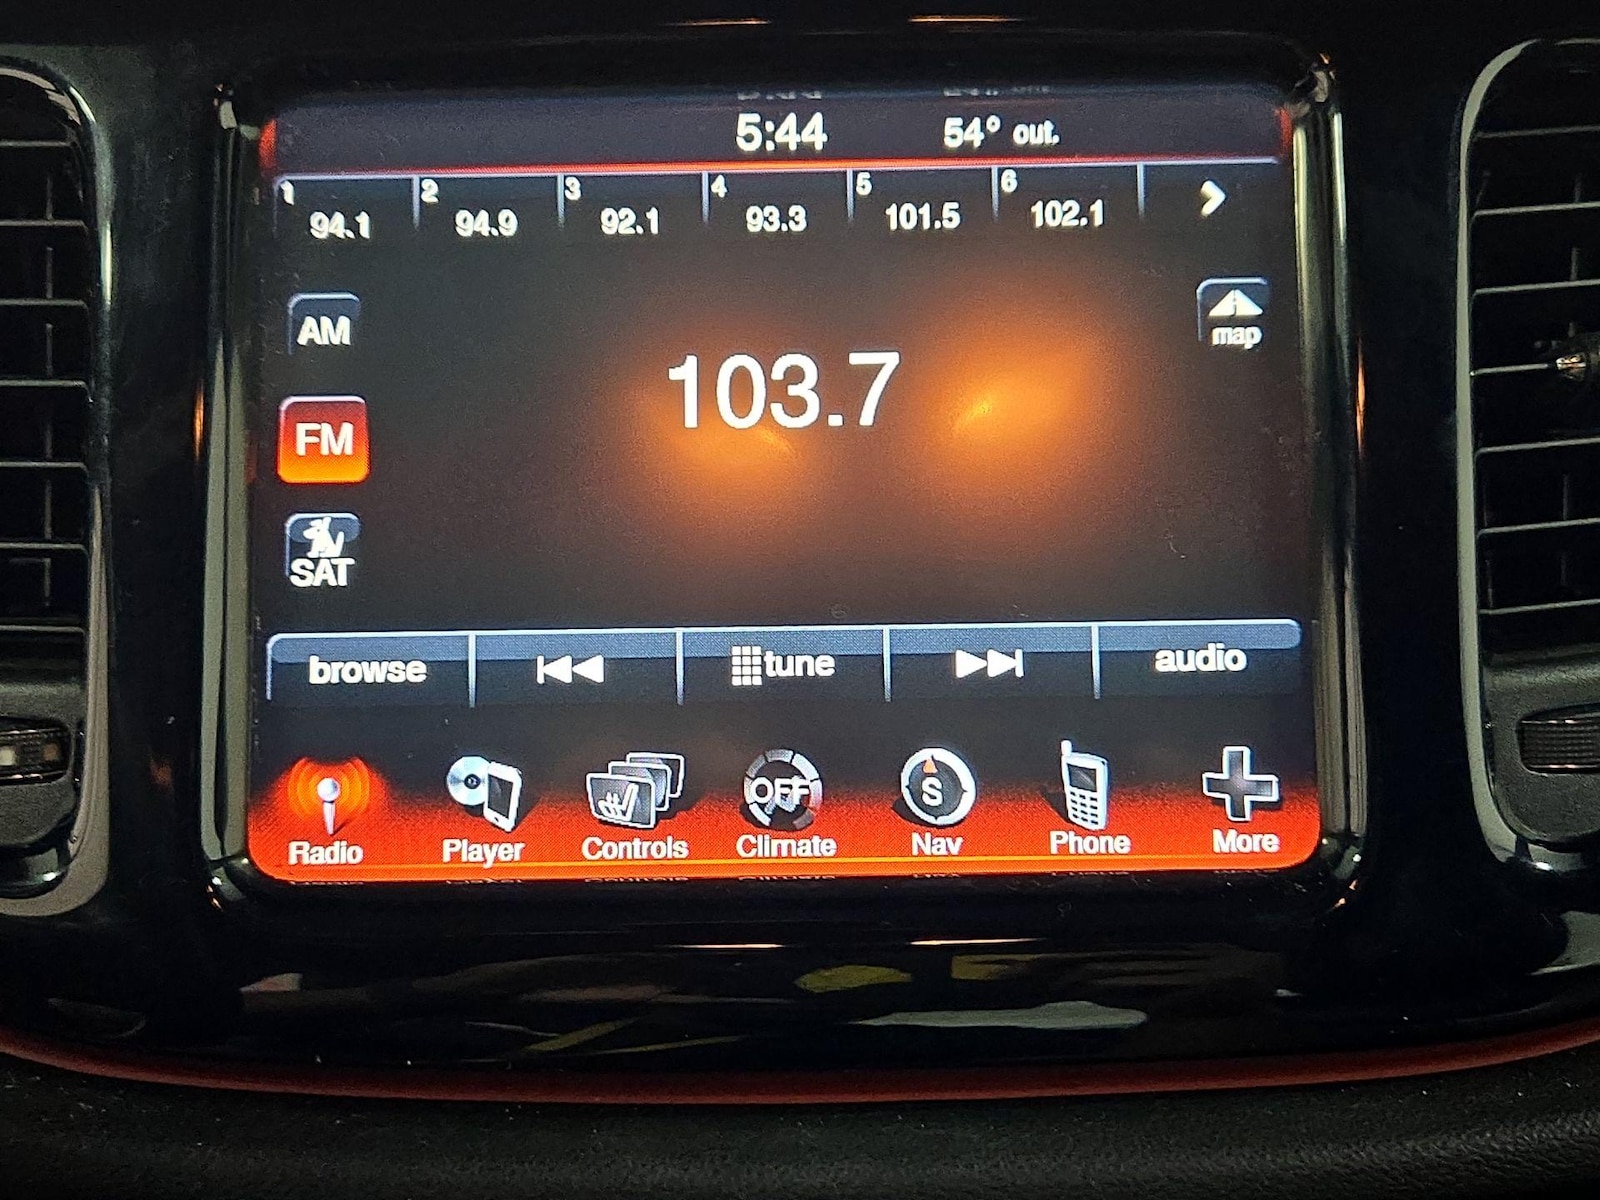 5:44 54° out.
1 2 3 4 5 6
94.1 94.9 92.1 93.3 101.5 102.1
AM
map
103.7
FM
SAT
browse tune audio
OFF S
Radio Player Controls Climate Nav Phone More